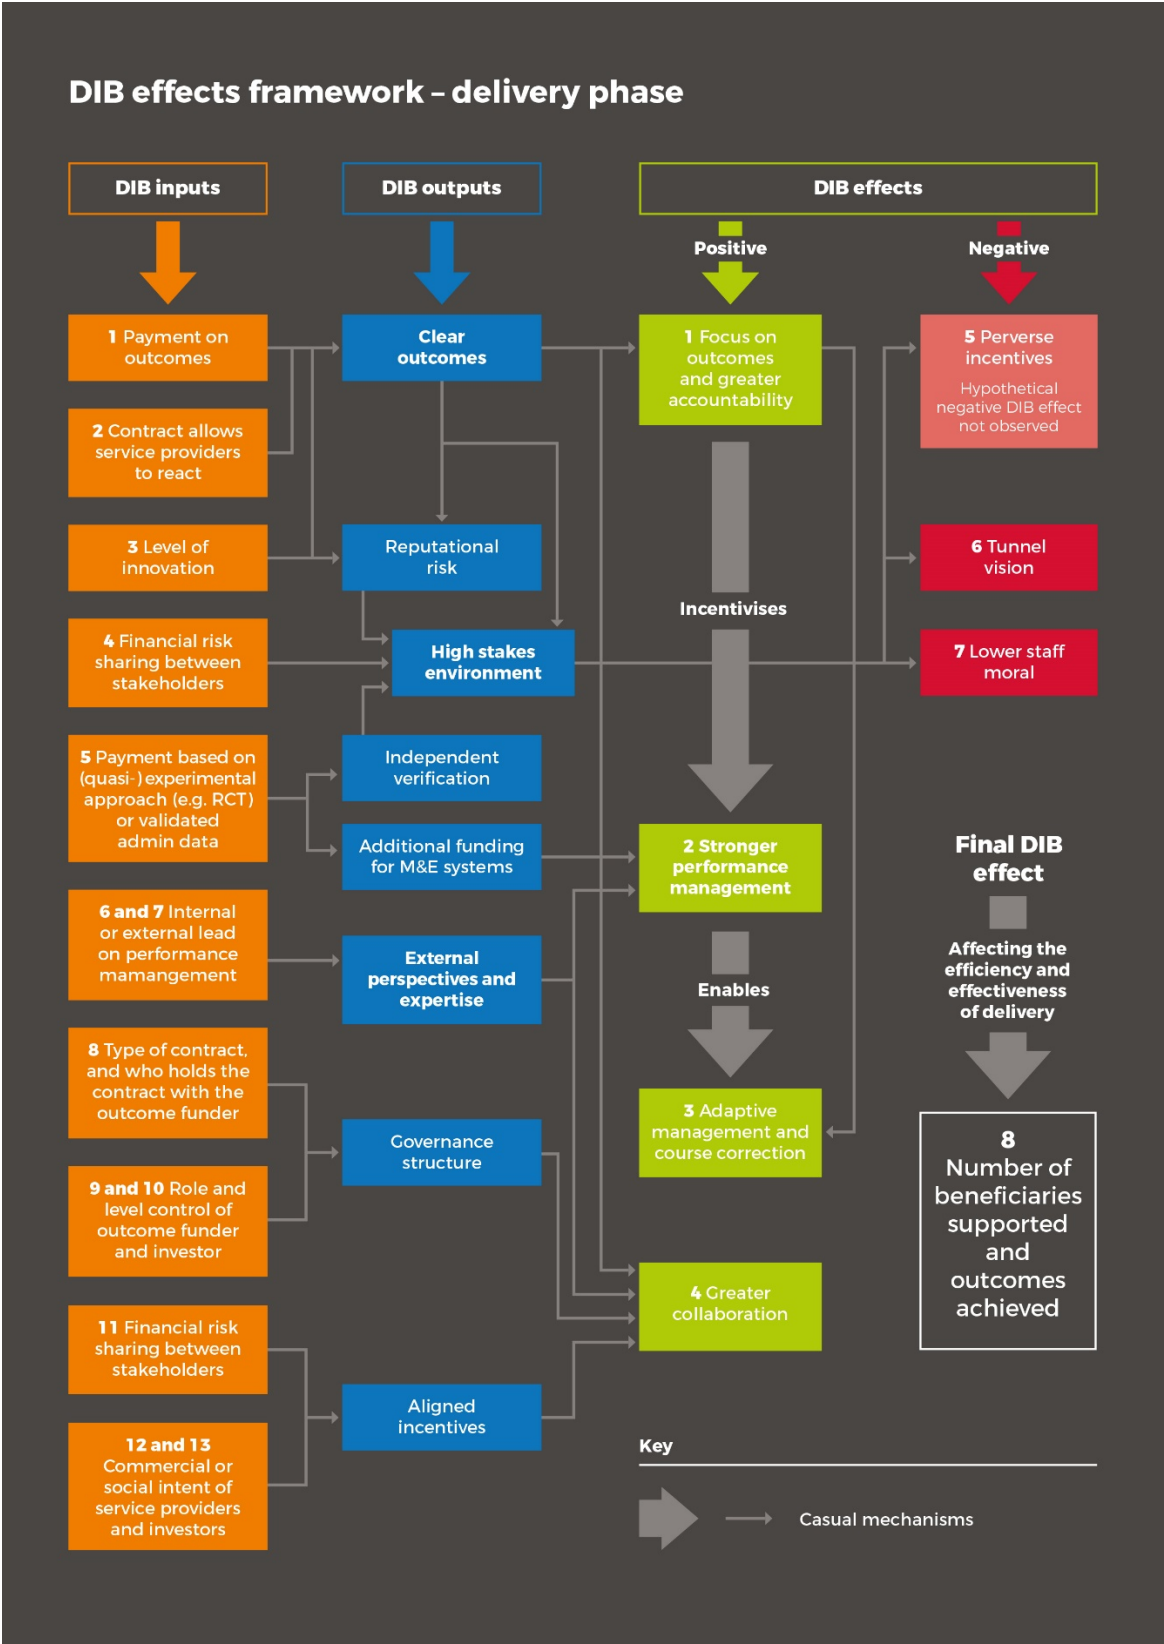 DIB effects framework – delivery phase
DIB inputs
DIB outputs
DIB effects
Positive
Negative
1 Payment on
outcomes
2 Contract allows
service providers
to react
3 Level of
innovation
4 Financial risk
sharing between
stakeholders
5 Payment based on
(quasi-) experimental
approach (e.g. RCT)
or validated
admin data
6 and 7 Internal
or external lead
on performance
mamangement
8 Type of contract,
and who holds the
contract with the
outcome funder
9 and 10 Role and
level control of
outcome funder
and investor
11 Financial risk
sharing between
stakeholders
12 and 13
Commercial or
social intent of
service providers
and investors
Clear
outcomes
Reputational
risk
High stakes
environment
Independent
verification
Additional funding
for M&E systems
External
perspectives and
expertise
Governance
structure
Aligned
incentives
1 Focus on
outcomes
and greater
accountability
Incentivises
2 Stronger
performance
management
Enables
3 Adaptive
management and
course correction
4 Greater
collaboration
5 Perverse
incentives
Hypothetical
negative DIB effect
not observed
6 Tunnel
vision
7 Lower staff
moral
Final DIB
effect
Affecting the
efficiency and
effectiveness
of delivery
8
Number of
beneficiaries
supported
and
outcomes
achieved
Key
Casual mechanisms